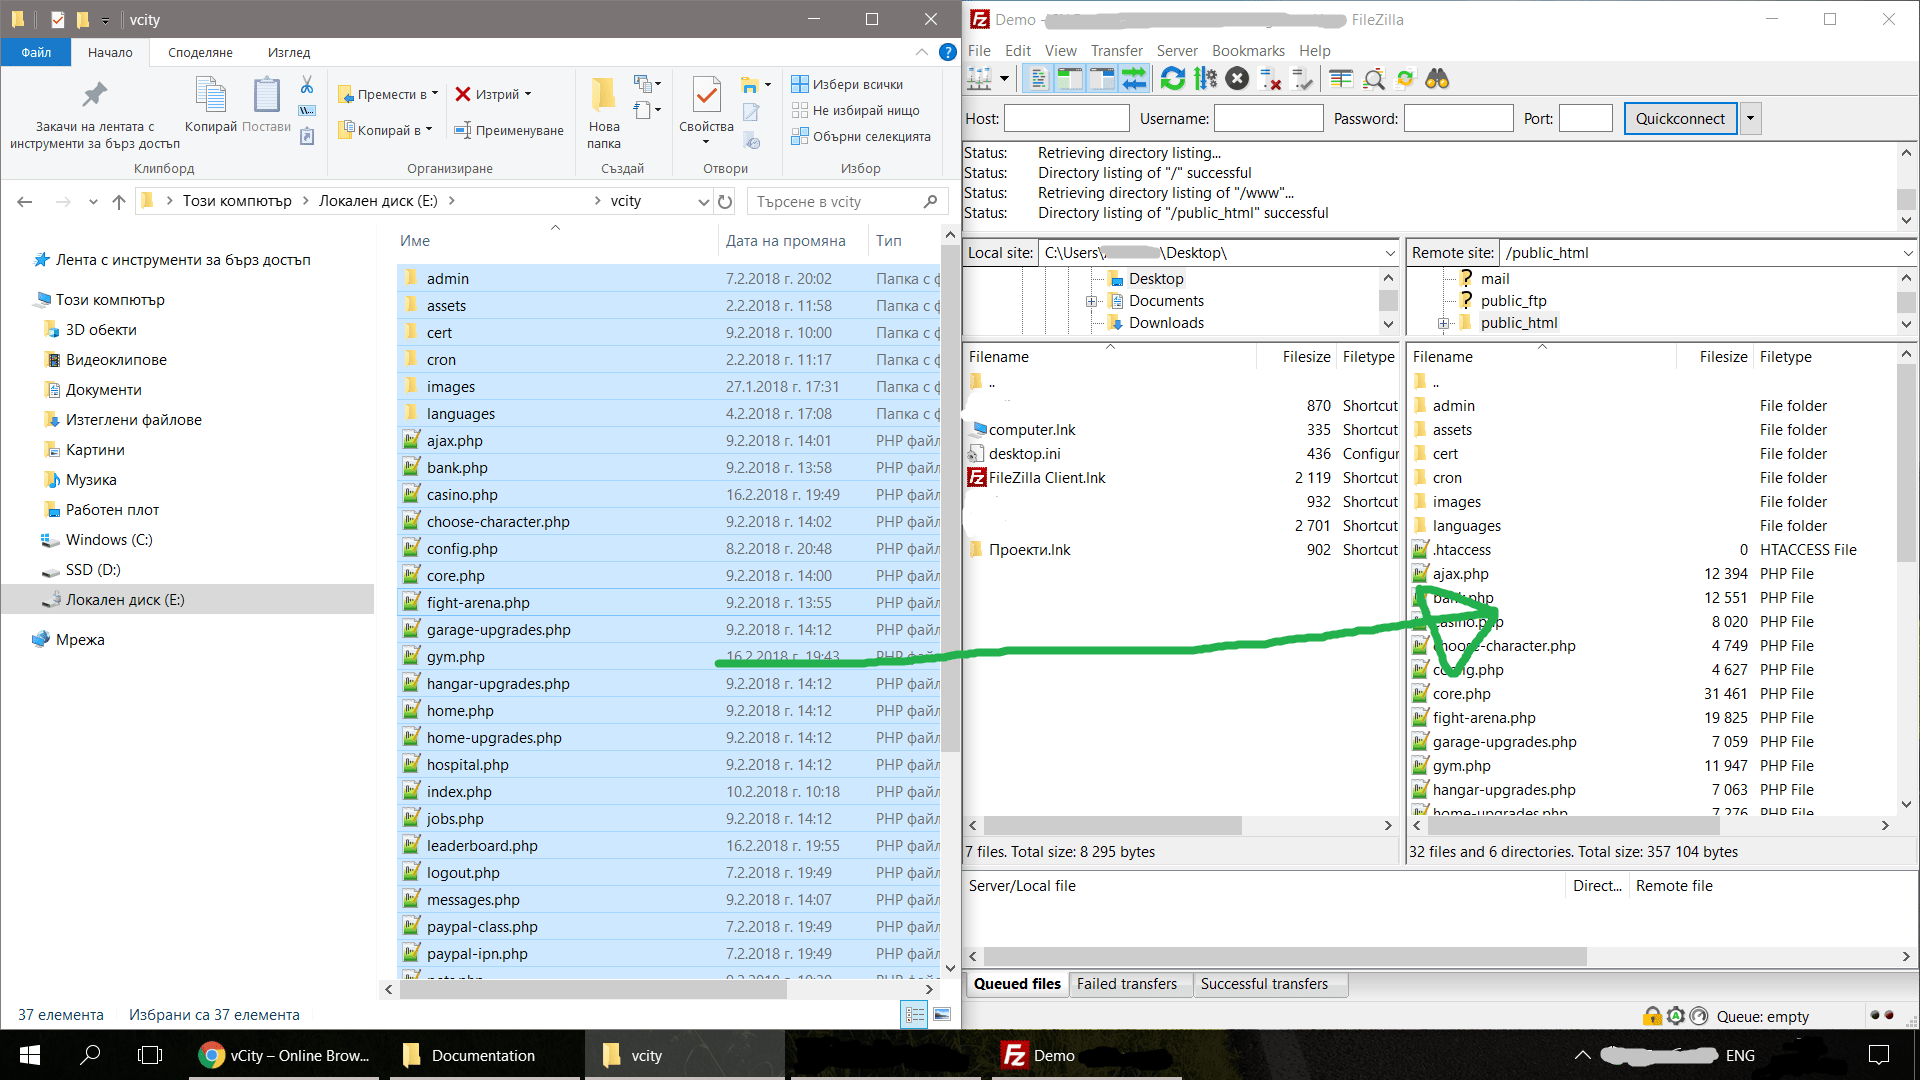 vcity
Файл Начало Споделяне Изглед
Закачи на лентата с инструменти за бърз достъп
Копирай Постави
Премести в
Копирай в
Изтрий
Преименуване
Нова папка
Свойства
Избери всички
Не избирай нищо
Обърни селекцията
Клипборд Организиране Създай Отвори Избор
Този компютър Локален диск (E:) vcity
Търсене в vcity
Лента с инструменти за бърз достъп
Този компютър
3D обекти
Видеоклипове
Документи
Изтеглени файлове
Картини
Музика
Работен плот
Windows (C:)
SSD (D:)
Локален диск (E:)
Мрежа
Име Дата на промяна Тип
admin 7.2.2018 г. 20:02 Папка с ф
assets 2.2.2018 г. 11:58 Папка с ф
cert 9.2.2018 г. 10:00 Папка с ф
cron 2.2.2018 г. 11:17 Папка с ф
images 27.1.2018 г. 17:31 Папка с ф
languages 4.2.2018 г. 17:08 Папка с ф
ajax.php 9.2.2018 г. 14:01 PHP файл
bank.php 9.2.2018 г. 13:58 PHP файл
casino.php 16.2.2018 г. 19:49 PHP файл
choose-character.php 9.2.2018 г. 14:02 PHP файл
config.php 8.2.2018 г. 20:48 PHP файл
core.php 9.2.2018 г. 14:00 PHP файл
fight-arena.php 9.2.2018 г. 13:55 PHP файл
garage-upgrades.php 9.2.2018 г. 14:12 PHP файл
gym.php 16.2.2018 г. 19:43 PHP файл
hangar-upgrades.php 9.2.2018 г. 14:12 PHP файл
home.php 9.2.2018 г. 14:12 PHP файл
home-upgrades.php 9.2.2018 г. 14:12 PHP файл
hospital.php 9.2.2018 г. 14:12 PHP файл
index.php 10.2.2018 г. 10:18 PHP файл
jobs.php 9.2.2018 г. 14:12 PHP файл
leaderboard.php 16.2.2018 г. 19:55 PHP файл
logout.php 7.2.2018 г. 19:49 PHP файл
messages.php 9.2.2018 г. 14:07 PHP файл
paypal-class.php 7.2.2018 г. 19:49 PHP файл
paypal-ipn.php 7.2.2018 г. 19:49 PHP файл
37 елемента Избрани са 37 елемента
Demo - FileZilla
File Edit View Transfer Server Bookmarks Help
Host: Username: Password: Port: Quickconnect
Status: Retrieving directory listing...
Status: Directory listing of "/" successful
Status: Retrieving directory listing of "/www"...
Status: Directory listing of "/public_html" successful
Local site: C:\Users\ \Desktop\
Desktop
Documents
Downloads
Filename Filesize Filetype
..
870 Shortcut
computer.lnk 335 Shortcut
desktop.ini 436 Configur
FileZilla Client.lnk 2 119 Shortcut
932 Shortcut
2 701 Shortcut
Проекти.lnk 902 Shortcut
7 files. Total size: 8 295 bytes
Remote site: /public_html
mail
public_ftp
public_html
Filename Filesize Filetype
..
admin File folder
assets File folder
cert File folder
cron File folder
images File folder
languages File folder
.htaccess 0 HTACCESS File
ajax.php 12 394 PHP File
bank.php 12 551 PHP File
casino.php 8 020 PHP File
choose-character.php 4 749 PHP File
config.php 4 627 PHP File
core.php 31 461 PHP File
fight-arena.php 19 825 PHP File
garage-upgrades.php 7 059 PHP File
gym.php 11 947 PHP File
hangar-upgrades.php 7 063 PHP File
home-upgrades.php 7 276 PHP File
32 files and 6 directories. Total size: 357 104 bytes
Server/Local file Direct... Remote file
Queued files Failed transfers Successful transfers
Queue: empty
vCity – Online Brow... Documentation vcity Demo ENG